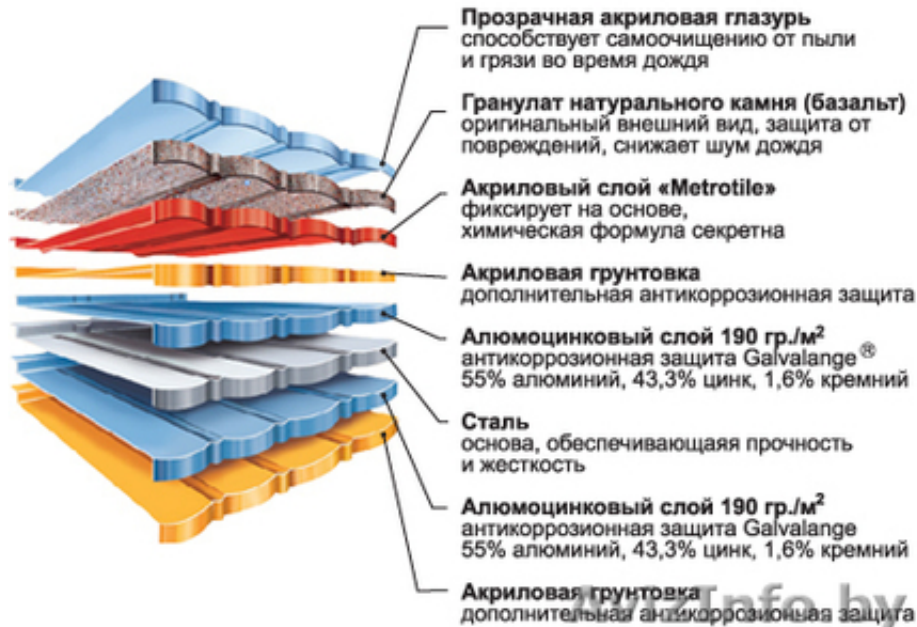 Прозрачная акриловая глазурь
способствует самоочищению от пыли
и грязи во время дождя
Гранулат натурального камня (базальт)
оригинальный внешний вид, защита от
повреждений, снижает шум дождя
Акриловый слой «Metrotile»
фиксирует на основе,
химическая формула секретна
Акриловая грунтовка
дополнительная антикоррозионная защита
Алюмоцинковый слой 190 гр./м²
антикоррозионная защита Galvalange®
55% алюминий, 43,3% цинк, 1,6% кремний
Сталь
основа, обеспечивающаяя прочность
и жесткость
Алюмоцинковый слой 190 гр./м²
антикоррозионная защита Galvalange
55% алюминий, 43,3% цинк, 1,6% кремний
Акриловая грунтовка
дополнительная антикоррозионная защита
AvizInfo.by